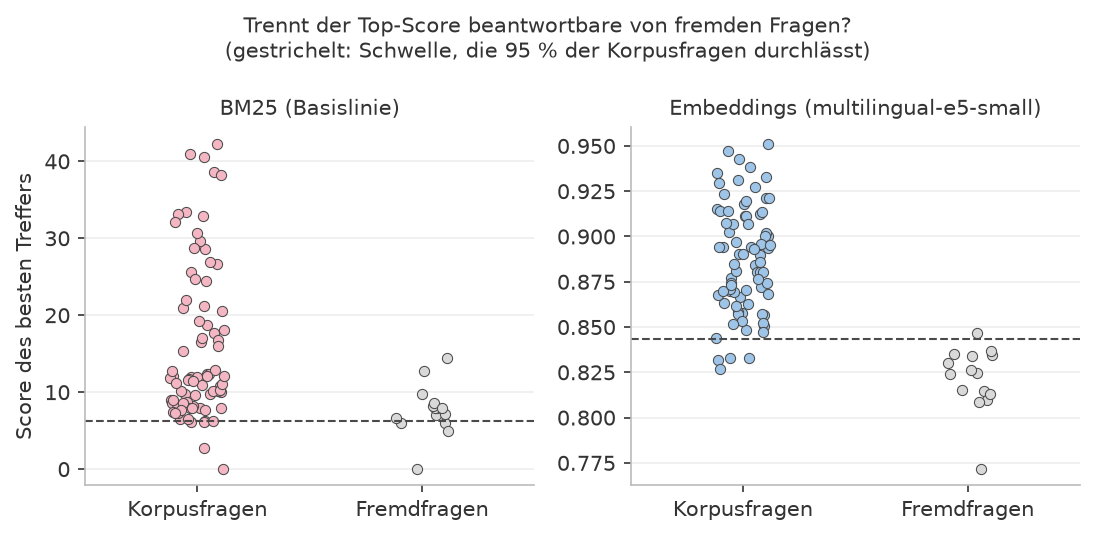 Trennt der Top-Score beantwortbare von fremden Fragen?
(gestrichelt: Schwelle, die 95 % der Korpusfragen durchlässt)
BM25 (Basislinie)
Score des besten Treffers
40
30
20
10
0
Korpusfragen
Fremdfragen
Embeddings (multilingual-e5-small)
0.950
0.925
0.900
0.875
0.850
0.825
0.800
0.775
Korpusfragen
Fremdfragen